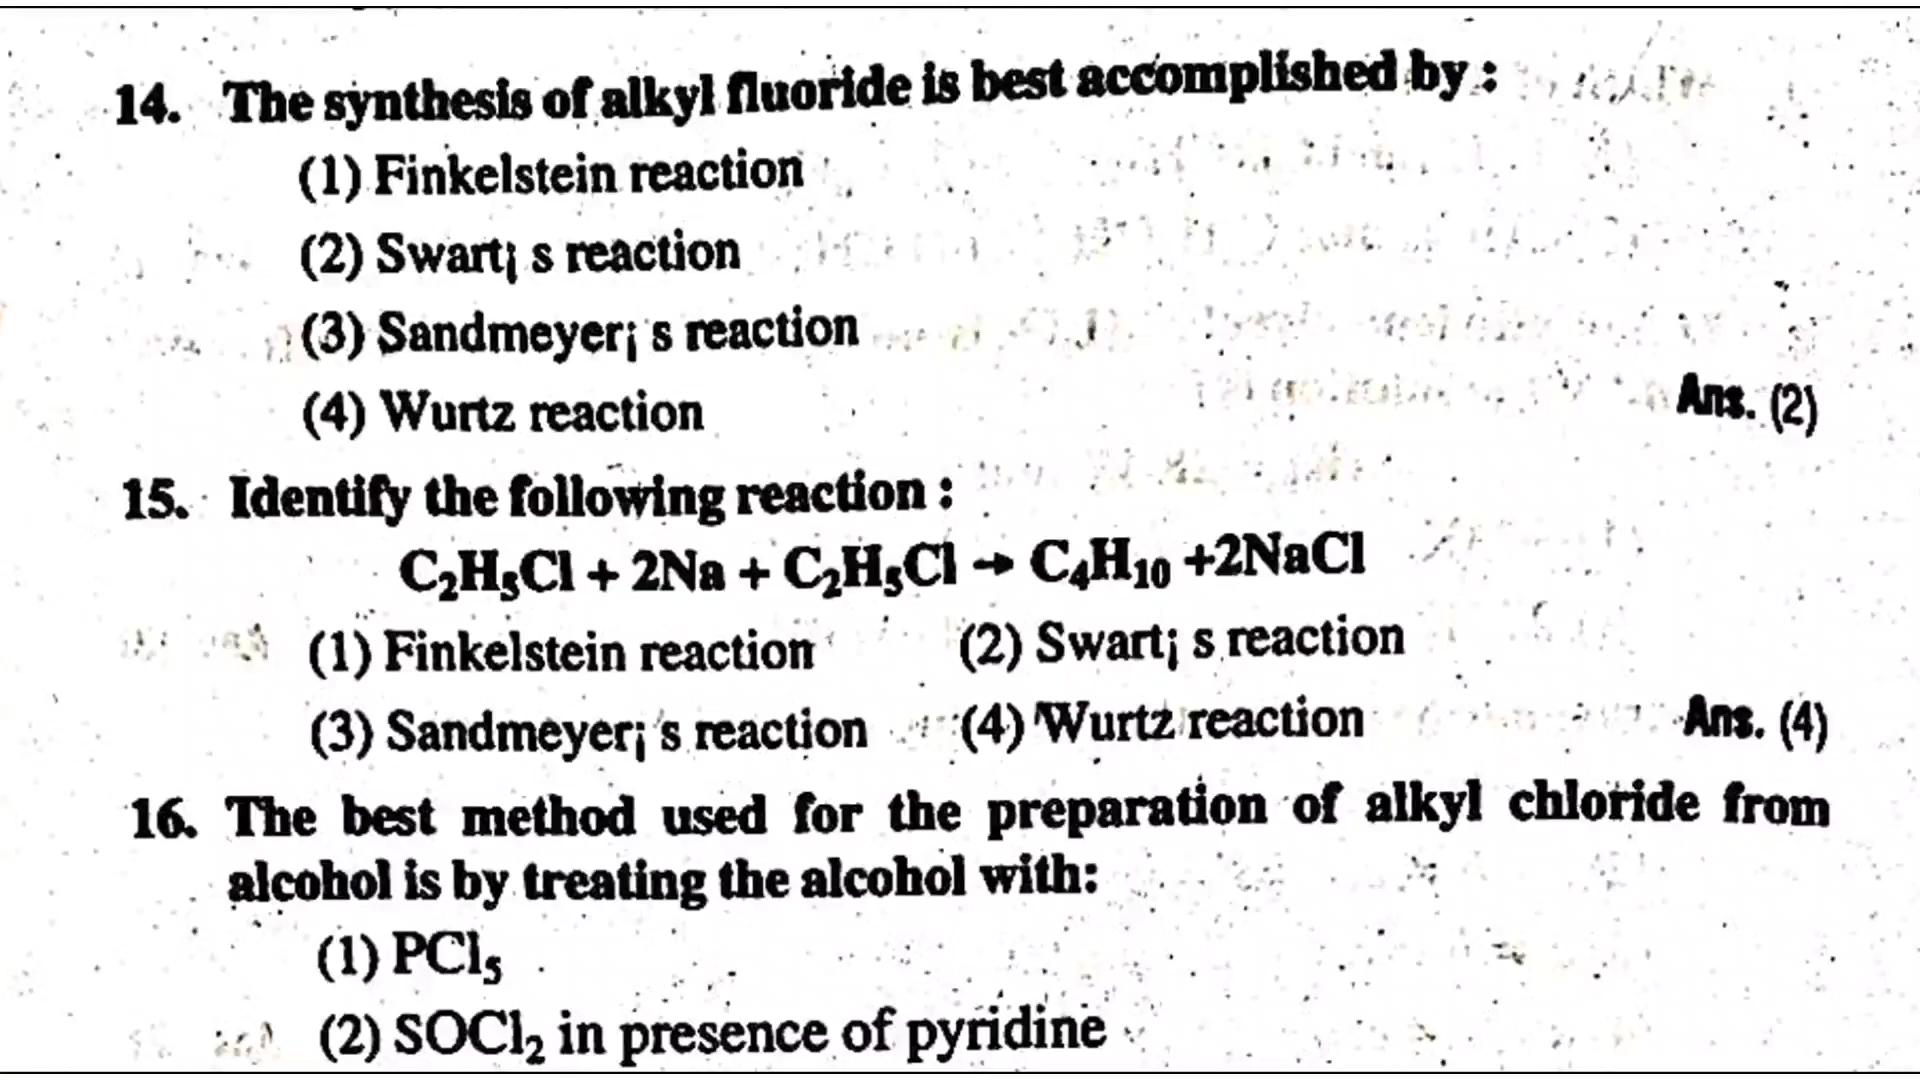 14. The synthesis of alkyl fluoride is best accomplished by :
(1) Finkelstein reaction
(2) Swart¡ s reaction
(3) Sandmeyer¡ s reaction
(4) Wurtz reaction
Ans. (2)
15. Identify the following reaction :
C₂H₅Cl + 2Na + C₂H₅Cl → C₄H₁₀ +2NaCl
(1) Finkelstein reaction (2) Swart¡ s reaction
(3) Sandmeyer¡ s reaction (4) Wurtz reaction Ans. (4)
16. The best method used for the preparation of alkyl chloride from
alcohol is by treating the alcohol with:
(1) PCl₅
(2) SOCl₂ in presence of pyridine